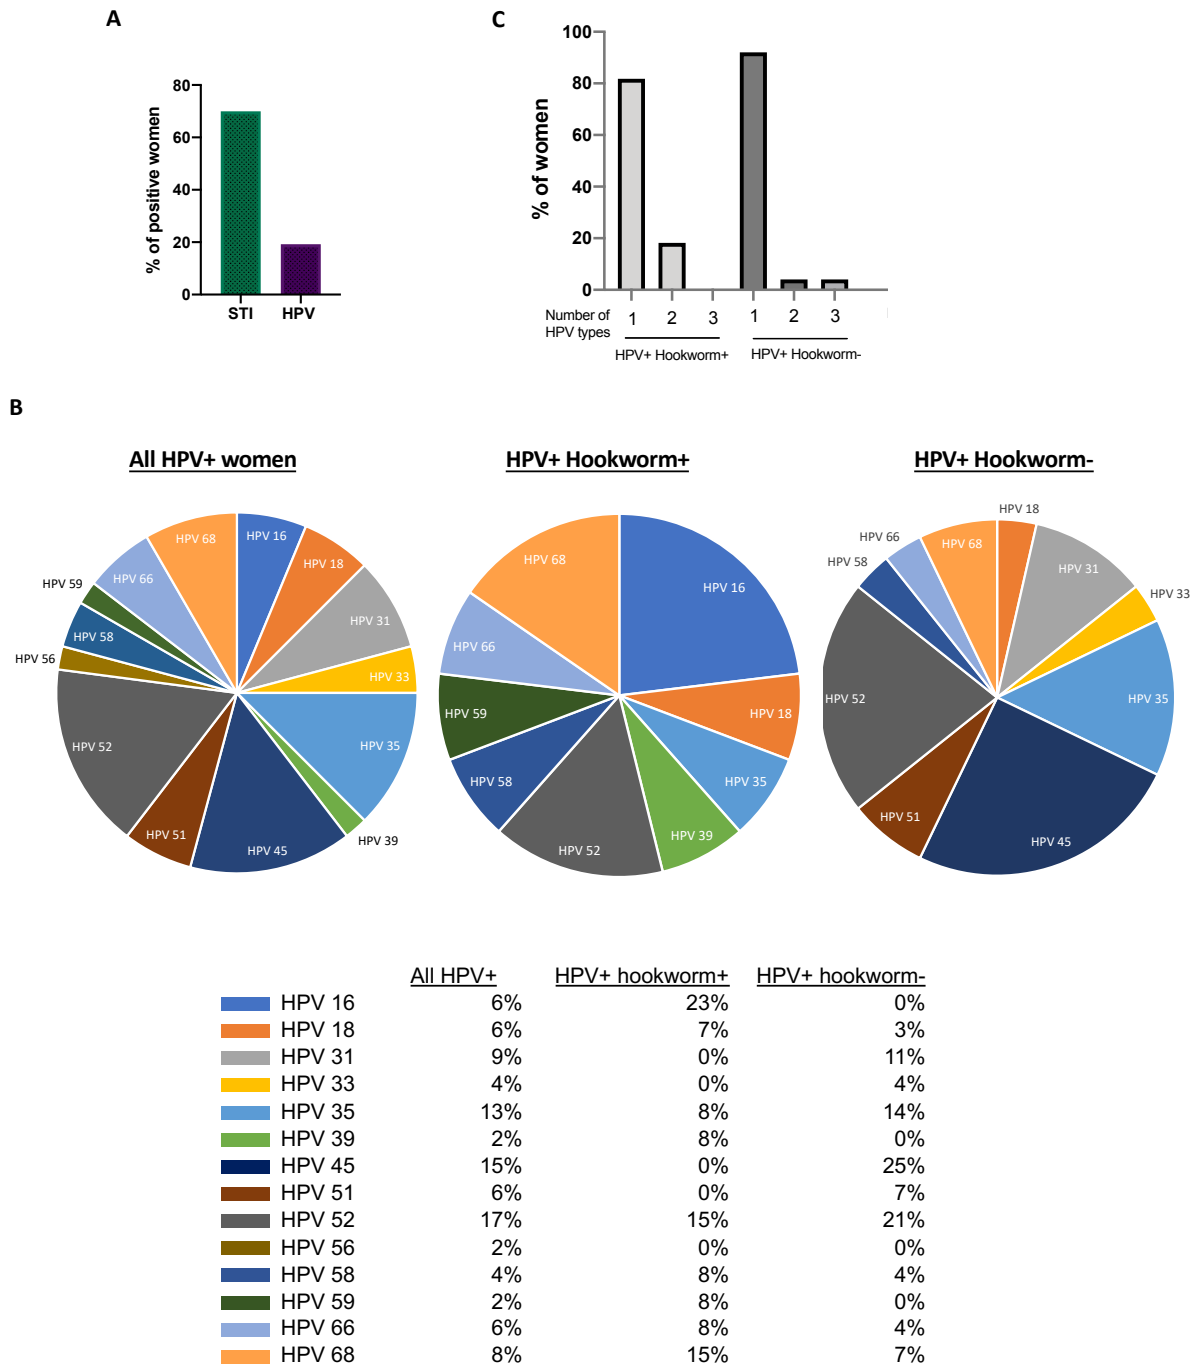 A
% of positive women
80
60
40
20
0
STI HPV
C
% of women
100
80
60
40
20
0
Number of HPV types
1 2 3 1 2 3
HPV+ Hookworm+ HPV+ Hookworm-
B
All HPV+ women
HPV 16
HPV 18
HPV 31
HPV 33
HPV 35
HPV 39
HPV 45
HPV 51
HPV 52
HPV 56
HPV 58
HPV 59
HPV 66
HPV 68
HPV+ Hookworm+
HPV 16
HPV 18
HPV 35
HPV 39
HPV 52
HPV 58
HPV 59
HPV 66
HPV 68
HPV+ Hookworm-
HPV 18
HPV 31
HPV 33
HPV 35
HPV 45
HPV 51
HPV 52
HPV 58
HPV 66
HPV 68
All HPV+ HPV+ hookworm+ HPV+ hookworm-
HPV 16 6% 23% 0%
HPV 18 6% 7% 3%
HPV 31 9% 0% 11%
HPV 33 4% 0% 4%
HPV 35 13% 8% 14%
HPV 39 2% 8% 0%
HPV 45 15% 0% 25%
HPV 51 6% 0% 7%
HPV 52 17% 15% 21%
HPV 56 2% 0% 0%
HPV 58 4% 8% 4%
HPV 59 2% 8% 0%
HPV 66 6% 8% 4%
HPV 68 8% 15% 7%